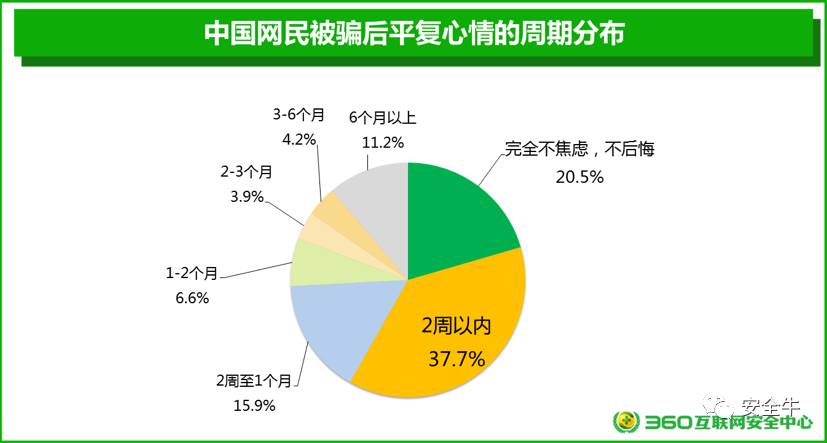 中国网民被骗后平复心情的周期分布
3-6个月
4.2%
6个月以上
11.2%
完全不焦虑，不后悔
20.5%
2-3个月
3.9%
1-2个月
6.6%
2周以内
37.7%
2周至1个月
15.9%
安全牛
360互联网安全中心